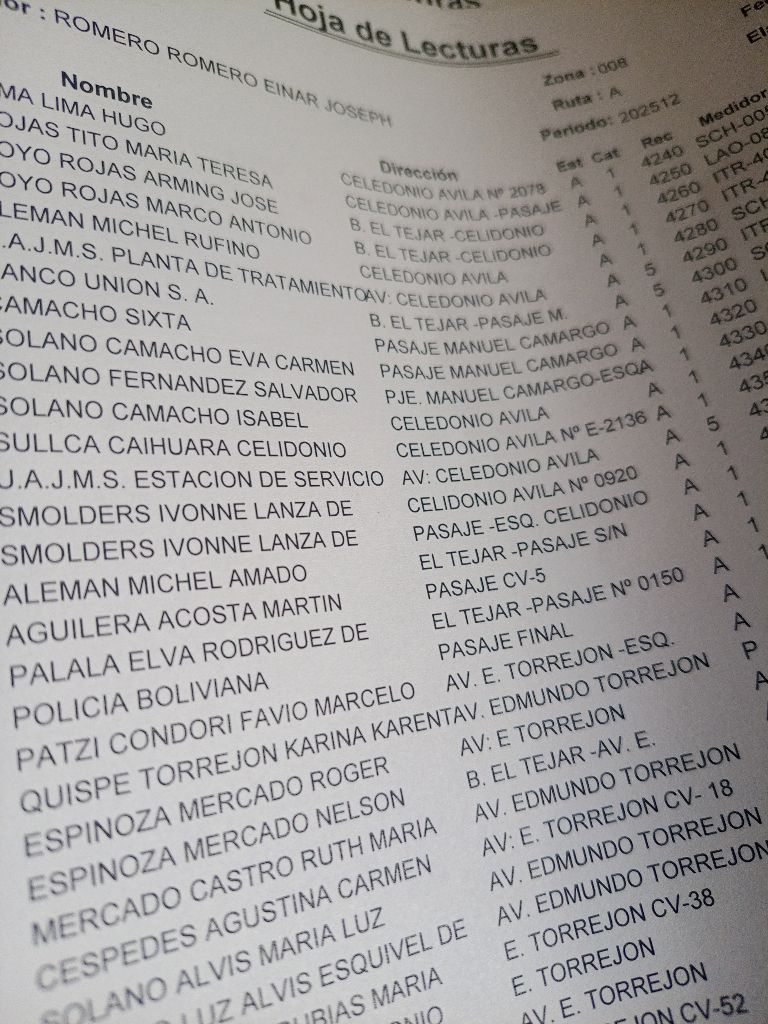 Hoja de Lecturas
: ROMERO ROMERO EINAR JOSEPH
Zona : 008
Ruta : A
Periodo: 202512
Nombre Dirección Est Cat Rec Medidor
LIMA HUGO CELEDONIO AVILA Nº 2078 A 1 4240
TITO MARIA TERESA CELEDONIO AVILA -PASAJE A 1 4250
ROJAS ARMING JOSE B. EL TEJAR -CELIDONIO A 1 4260
ROJAS MARCO ANTONIO B. EL TEJAR -CELIDONIO A 1 4270
MICHEL RUFINO CELEDONIO AVILA A 1 4280
.A.J.M.S. PLANTA DE TRATAMIENTO AV: CELEDONIO AVILA A 5 4290
UNION S. A. B. EL TEJAR -PASAJE M. A 5 4300
CAMACHO SIXTA PASAJE MANUEL CAMARGO A 1 4310
SOLANO CAMACHO EVA CARMEN PASAJE MANUEL CAMARGO A 1 4320
SOLANO FERNANDEZ SALVADOR PJE. MANUEL CAMARGO-ESQ A 1 4330
SOLANO CAMACHO ISABEL CELEDONIO AVILA A 1
SULLCA CAIHUARA CELIDONIO CELEDONIO AVILA Nº E-2136 A 1
U.A.J.M.S. ESTACION DE SERVICIO AV: CELEDONIO AVILA A 5
SMOLDERS IVONNE LANZA DE CELIDONIO AVILA Nº 0920 A 1
SMOLDERS IVONNE LANZA DE PASAJE -ESQ. CELIDONIO A 1
ALEMAN MICHEL AMADO EL TEJAR -PASAJE S/N A 1
AGUILERA ACOSTA MARTIN PASAJE CV-5 A 1
PALALA ELVA RODRIGUEZ DE EL TEJAR -PASAJE Nº 0150 A
POLICIA BOLIVIANA PASAJE FINAL A
PATZI CONDORI FAVIO MARCELO AV. E. TORREJON -ESQ. A
QUISPE TORREJON KARINA KARENT AV. EDMUNDO TORREJON P
ESPINOZA MERCADO ROGER AV: E TORREJON A
ESPINOZA MERCADO NELSON B. EL TEJAR -AV. E.
MERCADO CASTRO RUTH MARIA AV. EDMUNDO TORREJON
CESPEDES AGUSTINA CARMEN AV: E. TORREJON CV- 18
SOLANO ALVIS MARIA LUZ AV. EDMUNDO TORREJON
LUZ ALVIS ESQUIVEL DE AV. EDMUNDO TORREJON
MARIA E. TORREJON CV-38
E. TORREJON
AV. E. TORREJON
CV-52